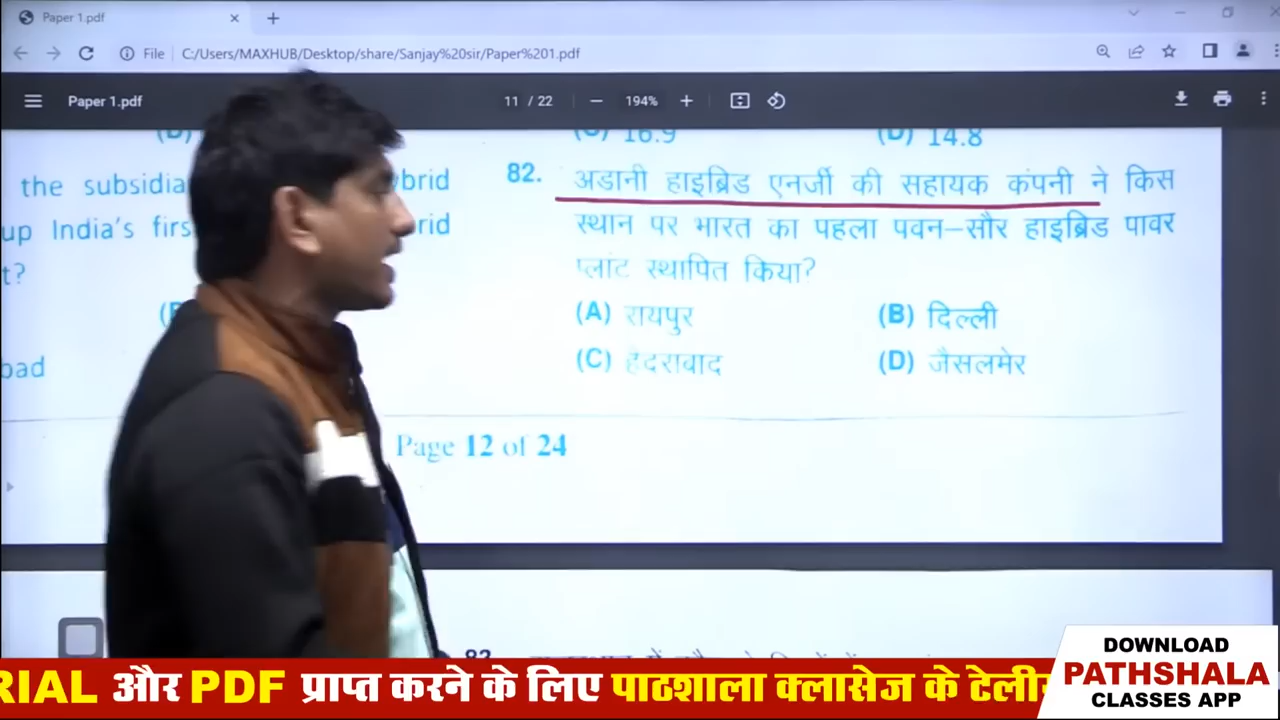 Paper 1.pdf
File C:/Users/MAXHUB/Desktop/share/Sanjay%20sir/Paper%201.pdf
Paper 1.pdf 11 / 22 194%
(C) 16.9 (D) 14.8
the subsidia
brid
up India's firs
rid
t?
bad
82. अडानी हाइब्रिड एनर्जी की सहायक कंपनी ने किस
स्थान पर भारत का पहला पवन–सौर हाइब्रिड पावर
प्लांट स्थापित किया?
(A) रायपुर (B) दिल्ली
(C) हैदराबाद (D) जैसलमेर
Page 12 of 24
83.
RIAL और PDF प्राप्त करने के लिए पाठशाला क्लासेज के टेली
DOWNLOAD
PATHSHALA
CLASSES APP